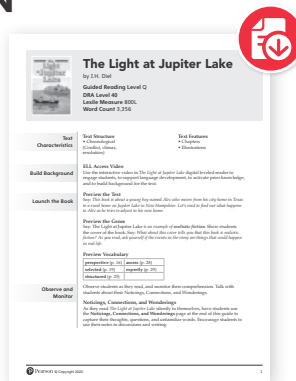 N
The Light at Jupiter Lake
by J.H. Diel
Guided Reading Level Q
DRA Level 40
Lexile Measure 800L
Word Count 3,356
Text
Characteristics
Text Structure
• Chronological
(Conflict, climax,
resolution)
Text Features
• Chapters
• Illustrations
Build Background
ELL Access Video
Use the interactive video in The Light at Jupiter Lake digital leveled reader to
engage students, to support language development, to activate prior knowledge,
and to build background for the text.
Launch the Book
Preview the Text
Say: This book is about a young boy named Alex who moves from his city home in Texas
to a rural home on Jupiter Lake in New Hampshire. Let's read to find out what happens
to Alex as he tries to adjust to his new home.
Preview the Genre
Say: The Light at Jupiter Lake is an example of realistic fiction. Show students
the cover of the book. Say: What about this cover tells you that this book is realistic
fiction? As you read, ask yourself if the events in the story are things that could happen
in real life.
Preview Vocabulary
perspective (p. 16)
access (p. 28)
selected (p. 19)
expertly (p. 29)
structured (p. 29)
Observe and
Monitor
Observe students as they read, and monitor their comprehension. Talk with
students about their Noticings, Connections, and Wonderings.
Noticings, Connections, and Wonderings
As they read The Light at Jupiter Lake silently to themselves, have students use
the Noticings, Connections, and Wonderings page at the end of this guide to
capture their thoughts, questions, and unfamiliar words. Encourage students to
use their notes in discussions and writing.
Pearson © Copyright 2020
1